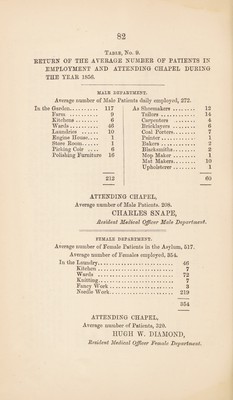 82
TABLE, No. 9.
RETURN OF THE AVERAGE NUMBER OF PATIENTS IN
EMPLOYMENT AND ATTENDING CHAPEL DURING
THE YEAR 1856.
MALE DEPARTMENT.
Average number of Male Patients daily employed, 272.
In the Garden........ 117
Farm ........ 9
Kitchens ........ 6
Wards ........ 46
Laundries ...... 10
Engine House.... 1
Store Room...... 1
Picking Coir .... 6
Polishing Furniture 16
212
As Shoemakers ........ 12
Tailors ............ 14
Carpenters ........ 4
Bricklayers ........ 6
Coal Porters ........ 7
Painter ............ 1
Bakers ............ 2
Blacksmiths ........ 2
Mop Maker ........ 1
Mat Makers........ 10
Upholsterer ........ 1
60
ATTENDING CHAPEL,
Average number of Male Patients. 208.
CHARLES SNAPE,
Resident Medical Officer Male Department.
FEMALE DEPARTMENT.
Average number of Female Patients in the Asylum, 517.
Average number of Females employed, 354.
In the Laundry............................ 46
Kitchen ............................ 7
Wards ............................ 72
Knitting............................ 7
Fancy Work ........................ 3
Needle Work........................ 219
354
ATTENDING CHAPEL,
Average number of Patients, 320.
HUGH W. DIAMOND,
Resident Medical Officer Female Department.